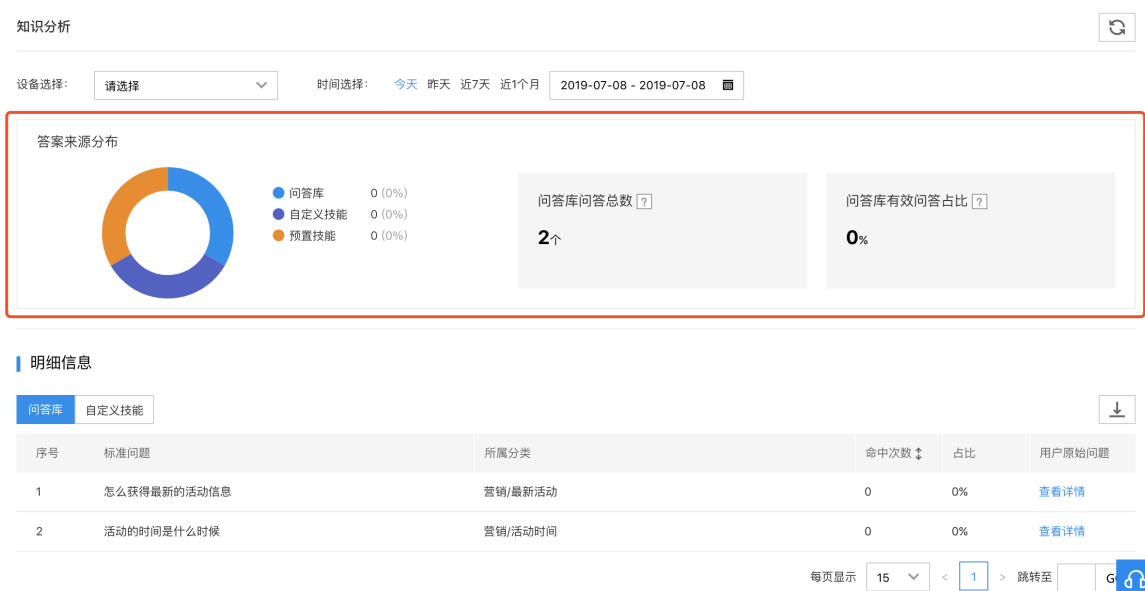 知识分析
设备选择: 请选择 时间选择: 今天 昨天 近7天 近1个月 2019-07-08 - 2019-07-08
答案来源分布
问答库 0 (0%)
自定义技能 0 (0%)
预置技能 0 (0%)
问答库问答总数 ?
2个
问答库有效问答占比 ?
0%
明细信息
问答库 自定义技能
序号 标准问题 所属分类 命中次数 占比 用户原始问题
1 怎么获得最新的活动信息 营销/最新活动 0 0% 查看详情
2 活动的时间是什么时候 营销/活动时间 0 0% 查看详情
每页显示 15 < 1 > 跳转至